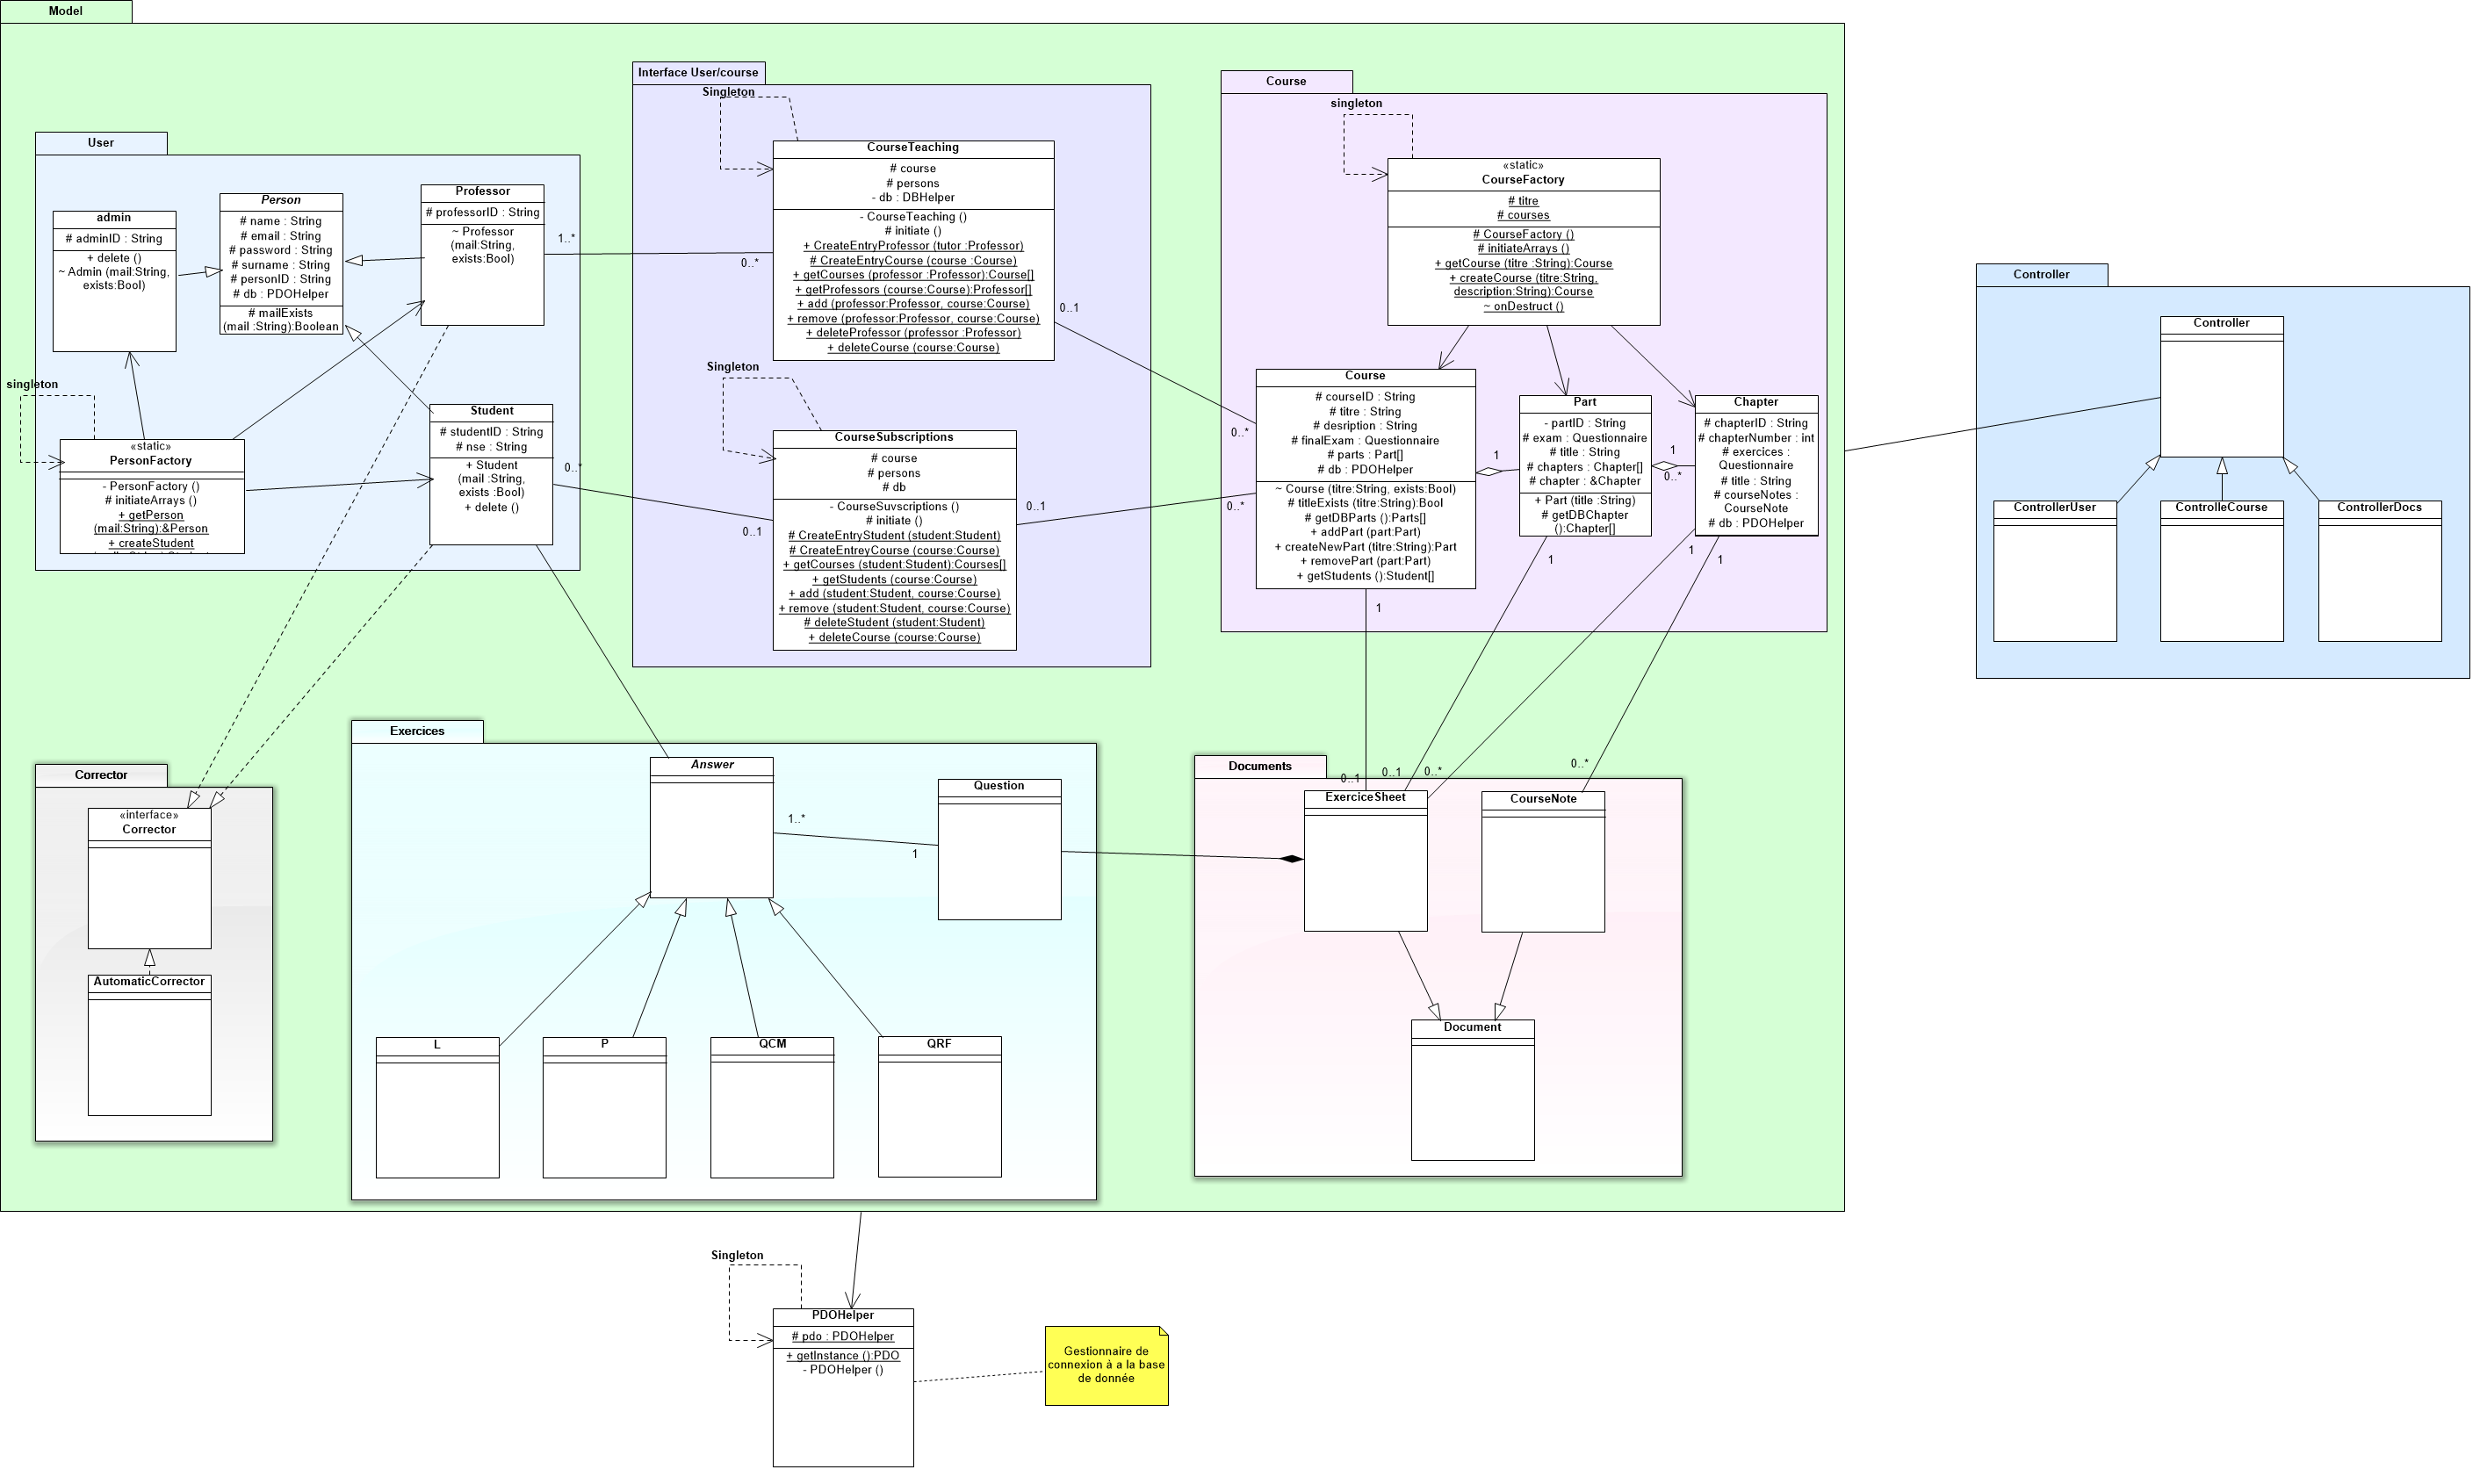 Model
User
admin
# adminID : String
+ delete ()
~ Admin (mail:String,
exists:Bool)
Person
# name : String
# email : String
# password : String
# surname : String
# personID : String
# db : PDOHelper
# mailExists
(mail :String):Boolean
Professor
# professorID : String
~ Professor
(mail:String,
exists:Bool)
1..*
singleton
«static»
PersonFactory
- PersonFactory ()
# initiateArrays ()
+ getPerson
(mail:String):&Person
+ createStudent
Student
# studentID : String
# nse : String
+ Student
(mail :String,
exists :Bool)
+ delete ()
0..*
Interface User/course
Singleton
CourseTeaching
# course
# persons
- db : DBHelper
- CourseTeaching ()
# initiate ()
+ CreateEntryProfessor (tutor :Professor)
# CreateEntryCourse (course :Course)
+ getCourses (professor :Professor):Course[]
+ getProfessors (course:Course):Professor[]
+ add (professor:Professor, course:Course)
+ remove (professor:Professor, course:Course)
+ deleteProfessor (professor :Professor)
+ deleteCourse (course:Course)
0..*
0..1
Singleton
CourseSubscriptions
# course
# persons
# db
- CourseSuvscriptions ()
# initiate ()
# CreateEntryStudent (student:Student)
# CreateEntreyCourse (course:Course)
+ getCourses (student:Student):Courses[]
+ getStudents (course:Course)
+ add (student:Student, course:Course)
+ remove (student:Student, course:Course)
# deleteStudent (student:Student)
+ deleteCourse (course:Course)
0..1
0..1
Course
singleton
«static»
CourseFactory
# titre
# courses
# CourseFactory ()
# initiateArrays ()
+ getCourse (titre :String):Course
+ createCourse (titre:String,
description:String):Course
~ onDestruct ()
Course
# courseID : String
# titre : String
# desription : String
# finalExam : Questionnaire
# parts : Part[]
# db : PDOHelper
~ Course (titre:String, exists:Bool)
# titleExists (titre:String):Bool
# getDBParts ():Parts[]
+ addPart (part:Part)
+ createNewPart (titre:String):Part
+ removePart (part:Part)
+ getStudents ():Student[]
0..*
0..*
1
1
Part
- partID : String
# exam : Questionnaire
# title : String
# chapters : Chapter[]
# chapter : &Chapter
+ Part (title :String)
# getDBChapter
():Chapter[]
1
0..*
1
Chapter
# chapterID : String
# chapterNumber : int
# exercices :
Questionnaire
# title : String
# courseNotes :
CourseNote
# db : PDOHelper
1
1
Controller
Controller
ControllerUser
ControlleCourse
ControllerDocs
Corrector
«interface»
Corrector
AutomaticCorrector
Exercices
Answer
1..*
1
Question
L
P
QCM
QRF
Documents
0..1
0..1
0..*
0..*
ExerciceSheet
CourseNote
Document
Singleton
PDOHelper
# pdo : PDOHelper
+ getInstance ():PDO
- PDOHelper ()
Gestionnaire de
connexion à a la base
de donnée